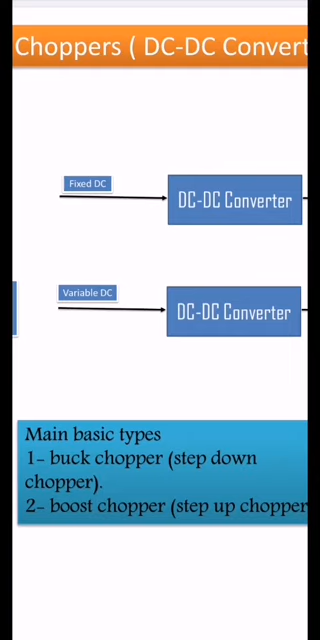 Choppers ( DC-DC Convert
Fixed DC
DC-DC Converter
Variable DC
DC-DC Converter
Main basic types
1- buck chopper (step down
chopper).
2- boost chopper (step up chopper